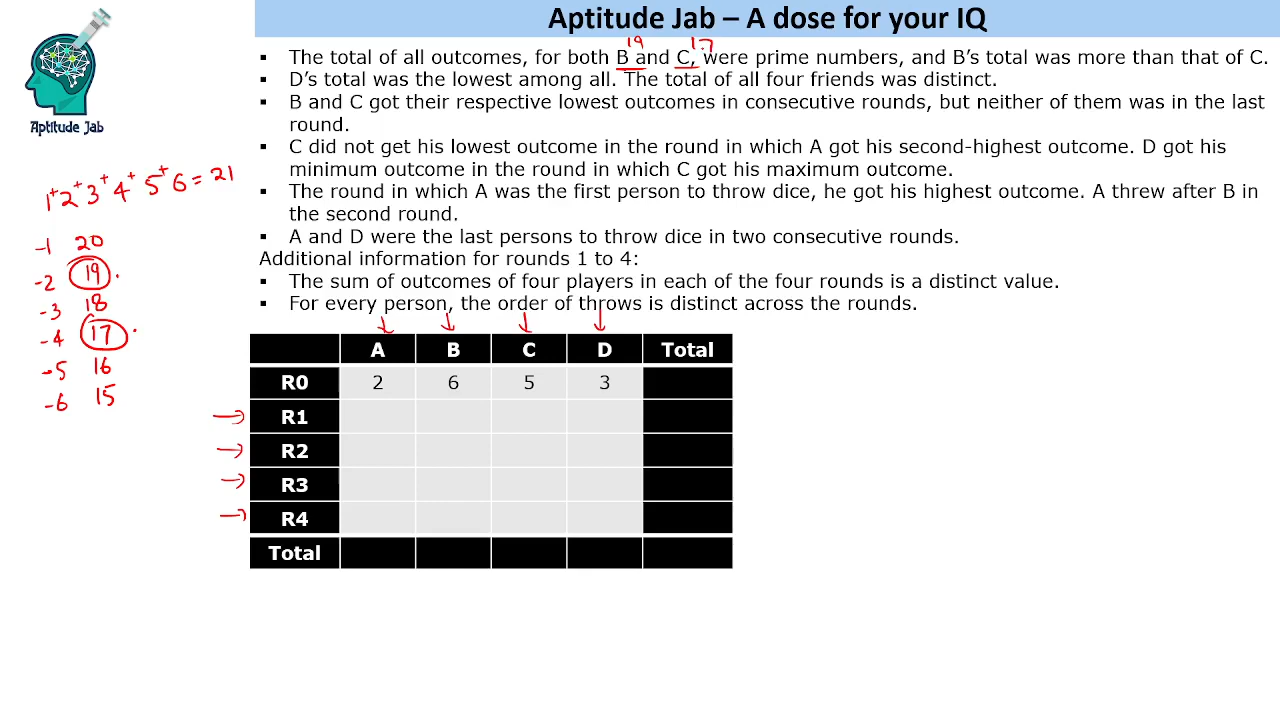 Aptitude Jab – A dose for your IQ
Aptitude Jab
19 17
▪ The total of all outcomes, for both B and C, were prime numbers, and B's total was more than that of C.
▪ D's total was the lowest among all. The total of all four friends was distinct.
▪ B and C got their respective lowest outcomes in consecutive rounds, but neither of them was in the last
round.
▪ C did not get his lowest outcome in the round in which A got his second-highest outcome. D got his
minimum outcome in the round in which C got his maximum outcome.
▪ The round in which A was the first person to throw dice, he got his highest outcome. A threw after B in
the second round.
▪ A and D were the last persons to throw dice in two consecutive rounds.
Additional information for rounds 1 to 4:
▪ The sum of outcomes of four players in each of the four rounds is a distinct value.
▪ For every person, the order of throws is distinct across the rounds.
1+2+3+4+5+6=21
-1 20
-2 19
-3 18
-4 17
-5 16
-6 15
A B C D Total
R0 2 6 5 3
R1
R2
R3
R4
Total